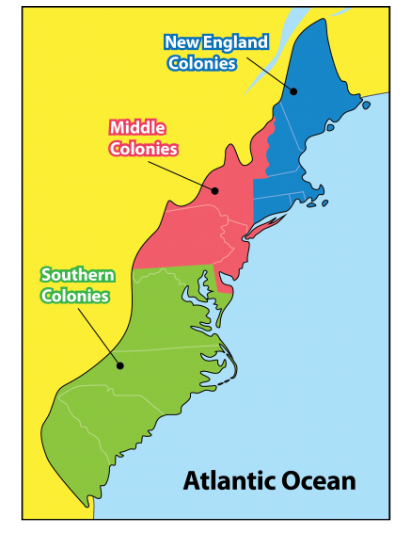 New England
Colonies
Middle
Colonies
Southern
Colonies
Atlantic Ocean